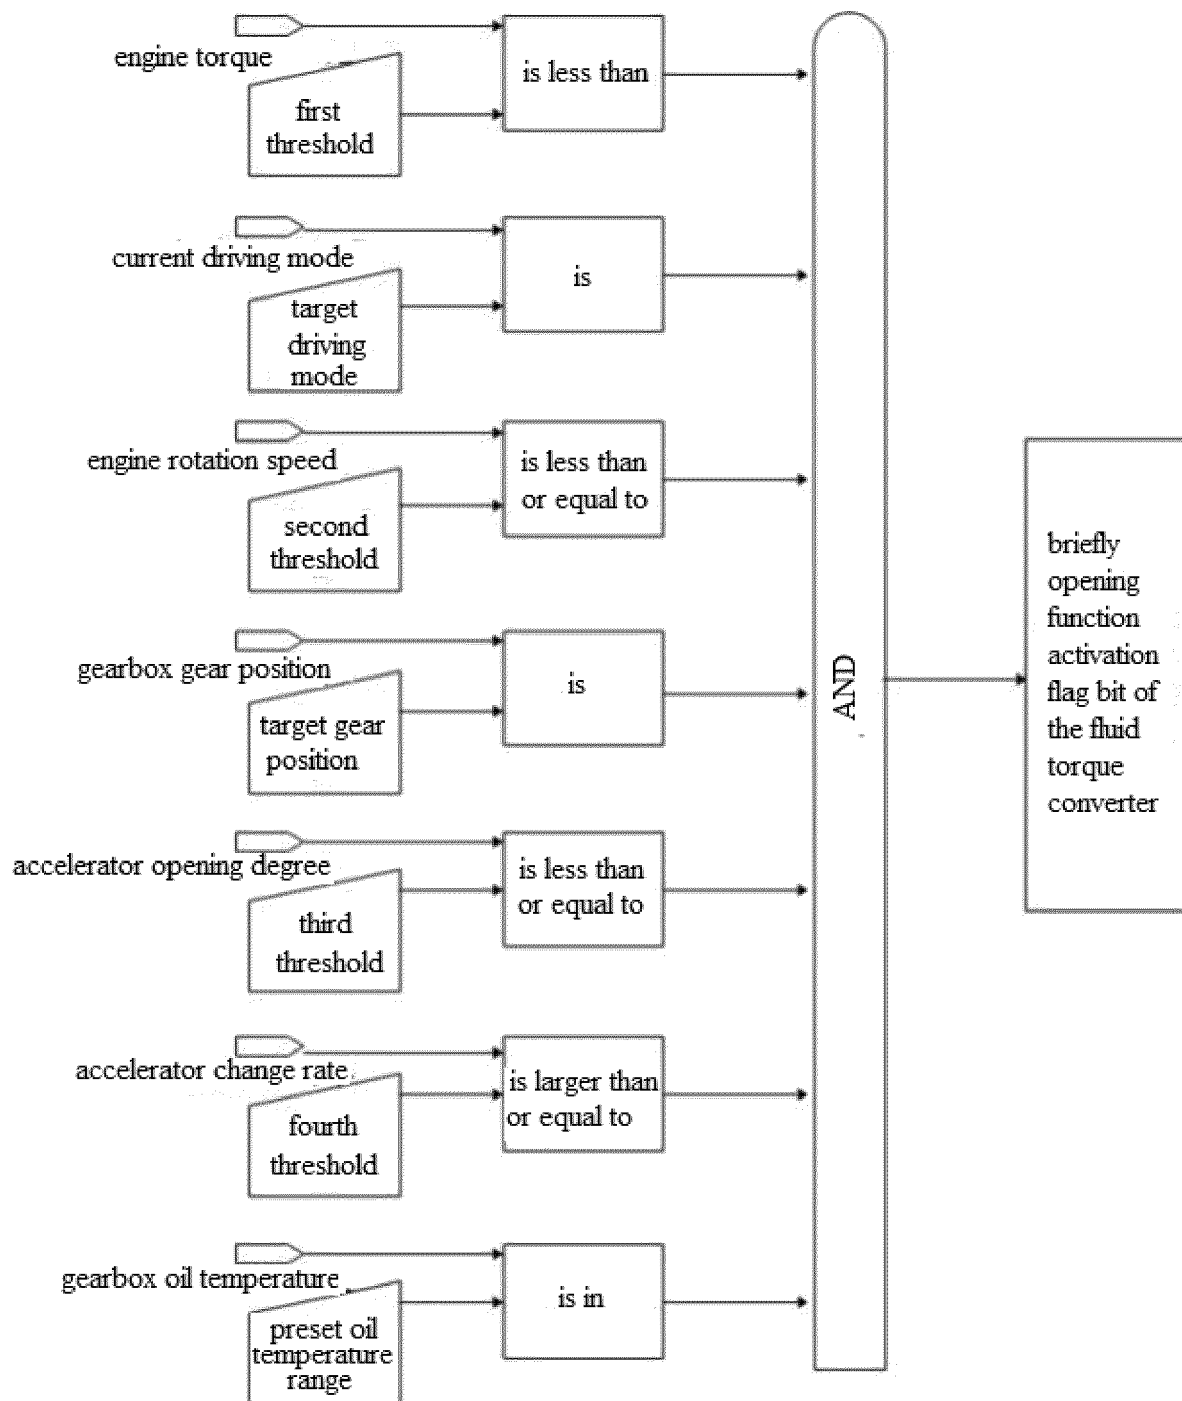 engine torque
first
threshold
is less than
current driving mode
target
driving
mode
is
engine rotation speed
second
threshold
is less than
or equal to
gearbox gear position
target gear
position
is
accelerator opening degree
third
threshold
is less than
or equal to
accelerator change rate
fourth
threshold
is larger than
or equal to
gearbox oil temperature
preset oil
temperature
range
is in
AND
briefly
opening
function
activation
flag bit of
the fluid
torque
converter